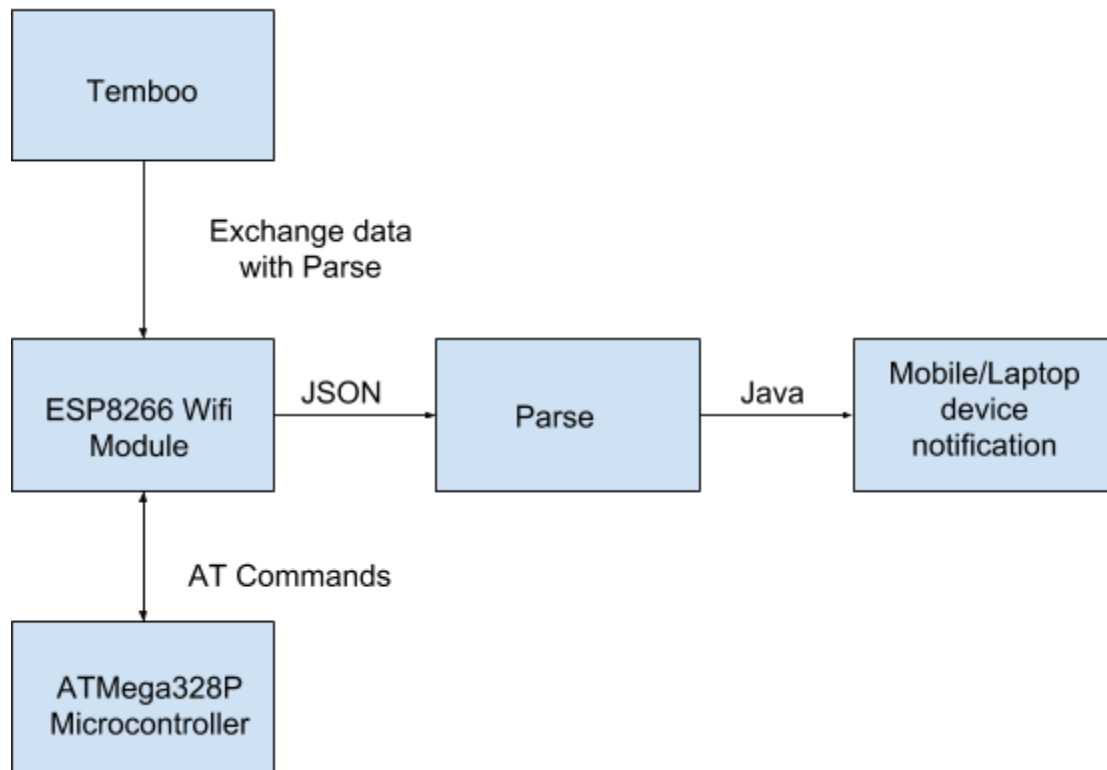 Temboo
Exchange data
with Parse
ESP8266 Wifi
Module
JSON
Parse
Java
Mobile/Laptop
device
notification
AT Commands
ATMega328P
Microcontroller